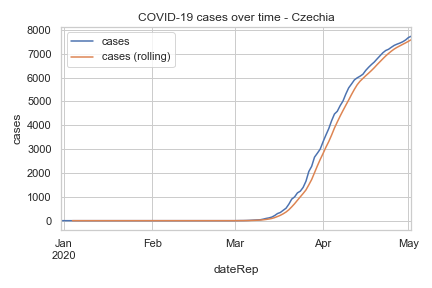 COVID-19 cases over time - Czechia
cases
cases (rolling)
8000
7000
6000
5000
4000
3000
2000
1000
0
cases
Jan
2020
Feb
Mar
Apr
May
dateRep